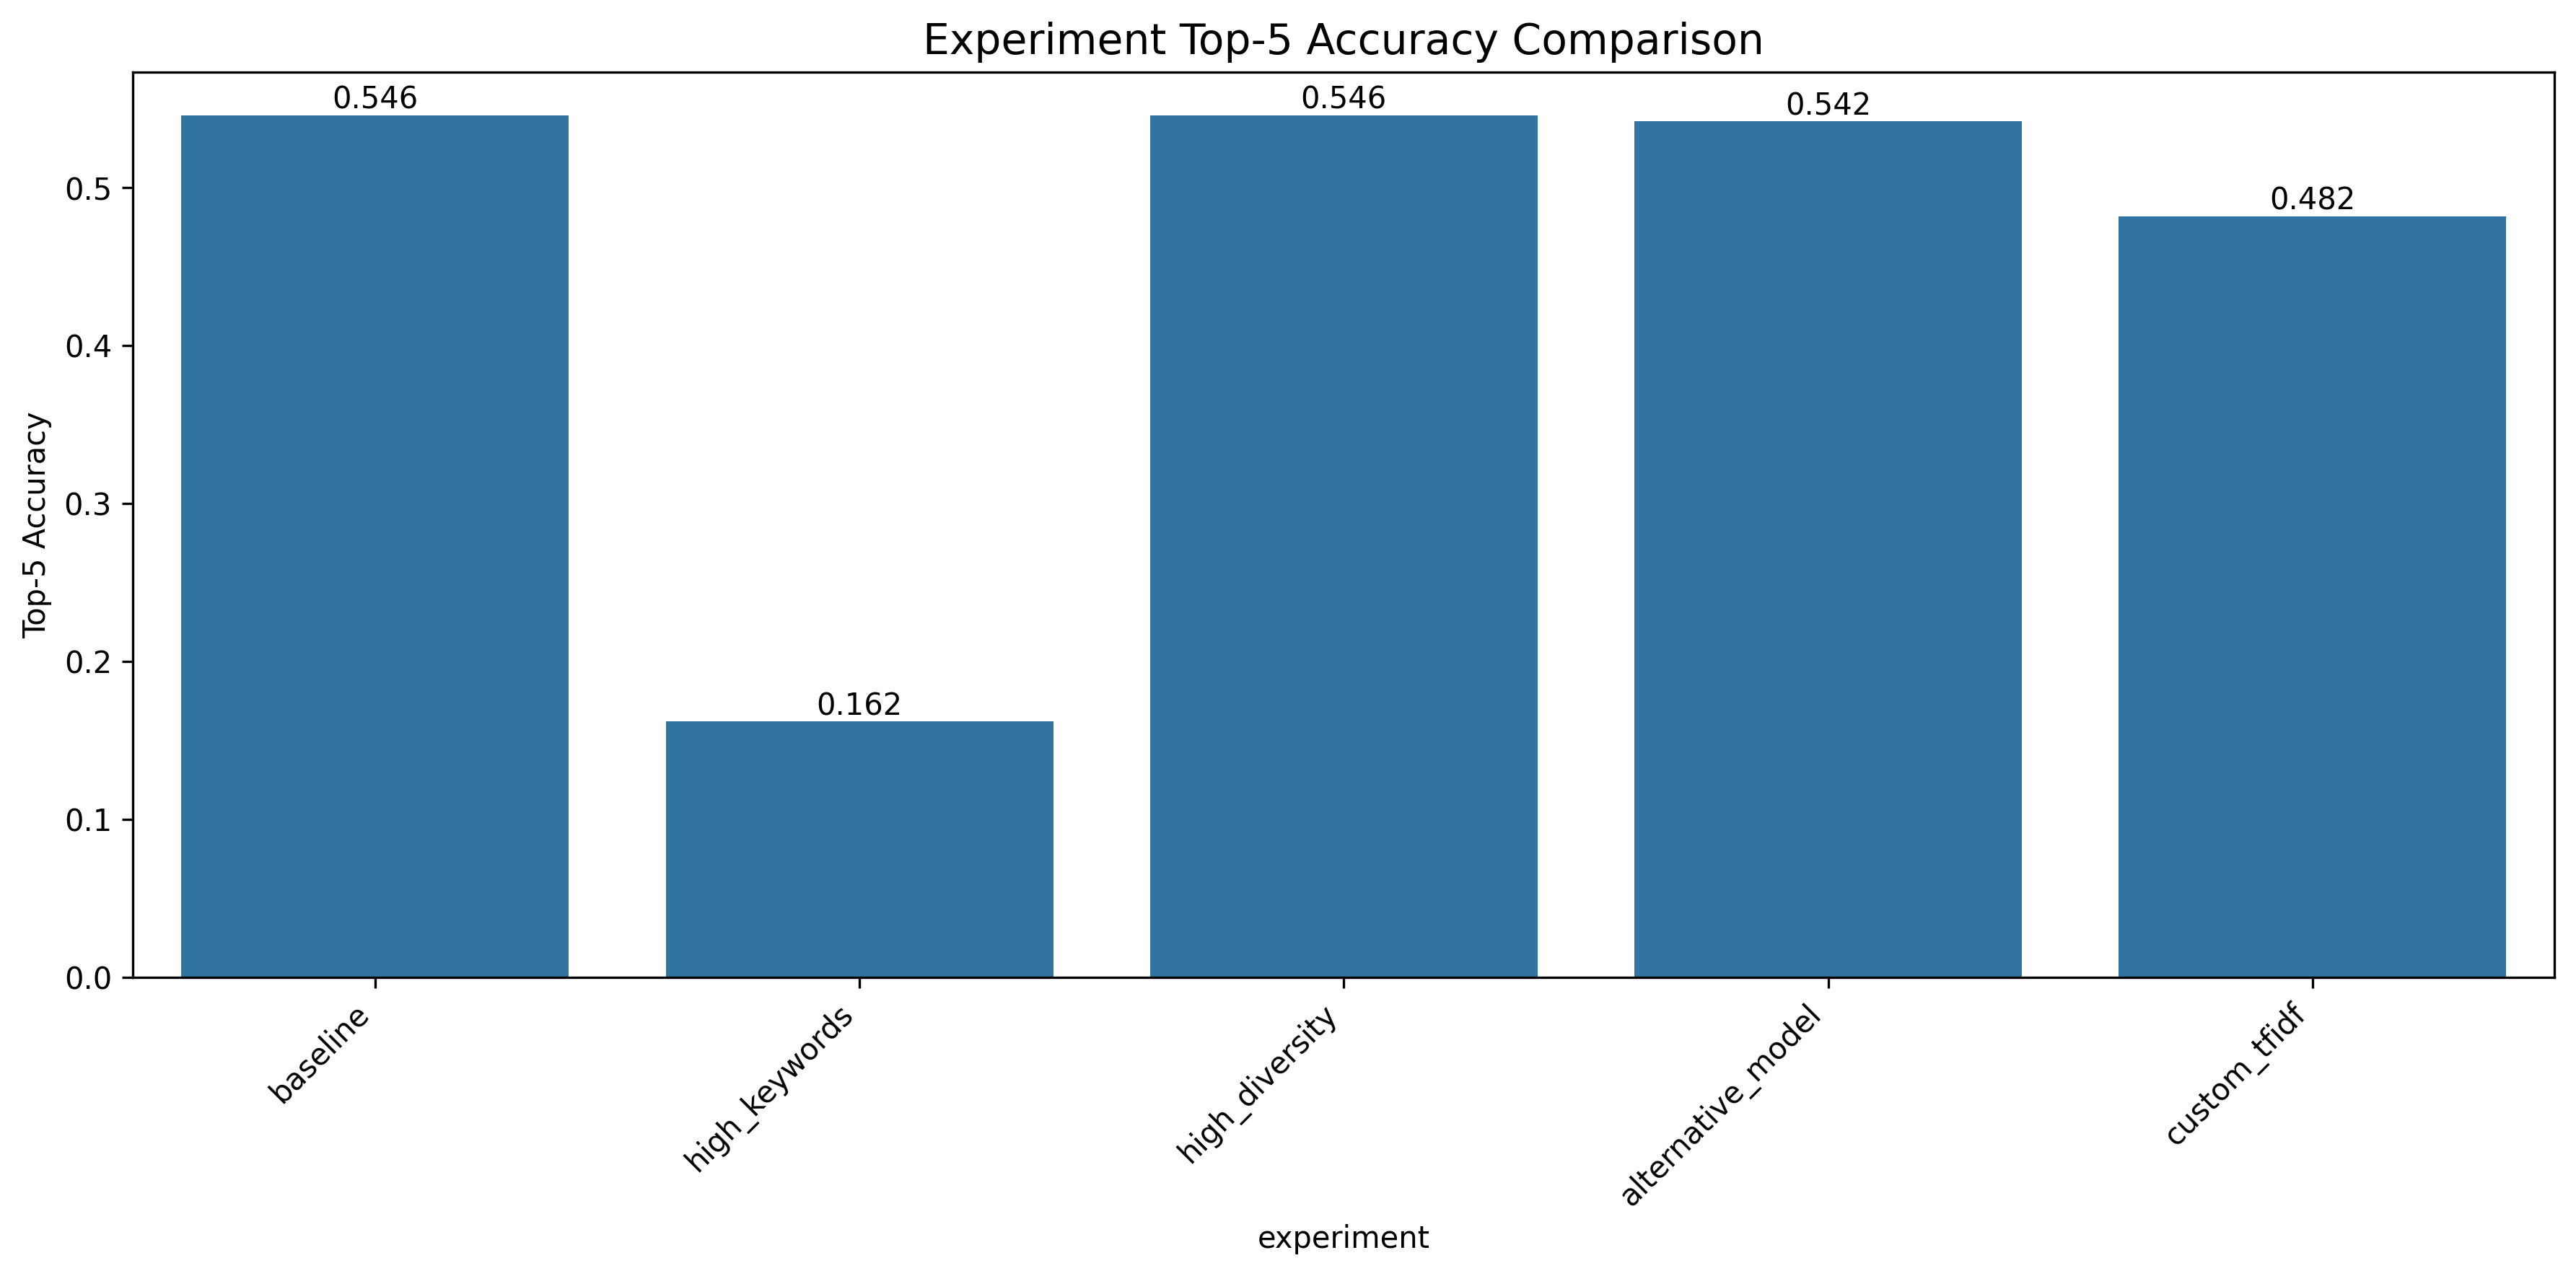 Experiment Top-5 Accuracy Comparison
0.546
0.162
0.546
0.542
0.482
Top-5 Accuracy
0.5
0.4
0.3
0.2
0.1
0.0
baseline
high_keywords
high_diversity
alternative_model
custom_tfidf
experiment